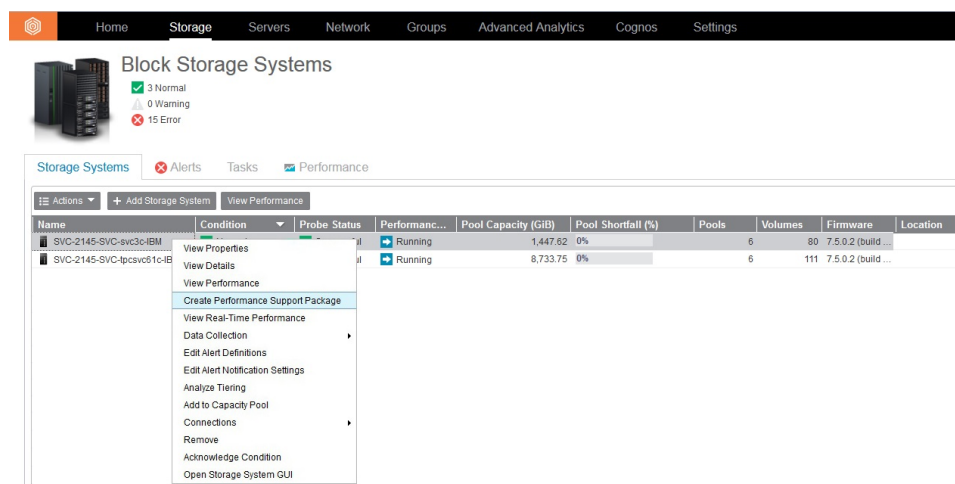 Home Storage Servers Network Groups Advanced Analytics Cognos Settings
Block Storage Systems
3 Normal
0 Warning
15 Error
Storage Systems Alerts Tasks Performance
Actions + Add Storage System View Performance
Name Condition Probe Status Performanc... Pool Capacity (GiB) Pool Shortfall (%) Pools Volumes Firmware Location
SVC-2145-SVC-svc3c-IBM Running 1,447.62 0% 6 80 7.5.0.2 (build ...
SVC-2145-SVC-tpcsvc61c-IB Running 8,733.75 0% 6 111 7.5.0.2 (build ...
View Properties
View Details
View Performance
Create Performance Support Package
View Real-Time Performance
Data Collection
Edit Alert Definitions
Edit Alert Notification Settings
Analyze Tiering
Add to Capacity Pool
Connections
Remove
Acknowledge Condition
Open Storage System GUI